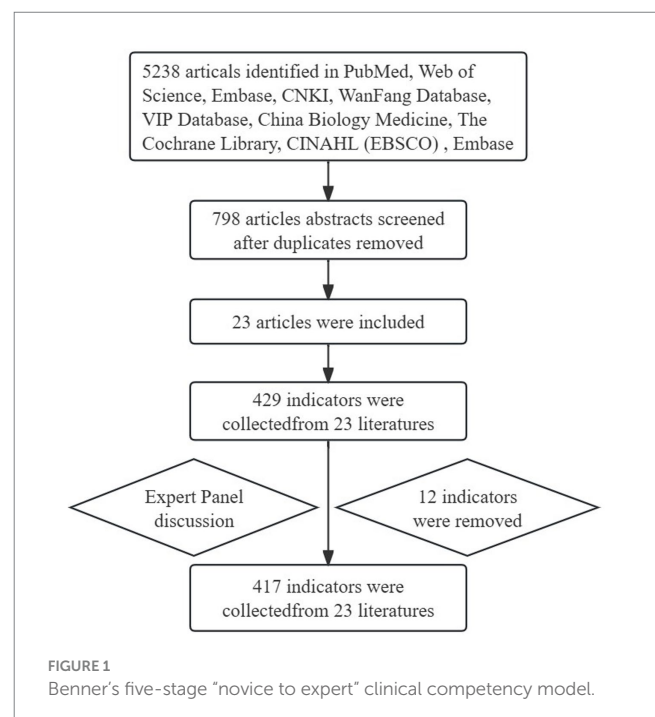 5238 articals identified in PubMed, Web of
Science, Embase, CNKI, WanFang Database,
VIP Database, China Biology Medicine, The
Cochrane Library, CINAHL (EBSCO) , Embase
798 articles abstracts screened
after duplicates removed
23 articles were included
429 indicators were
collectedfrom 23 literatures
Expert Panel
discussion
12 indicators
were removed
417 indicators were
collectedfrom 23 literatures
FIGURE 1
Benner's five-stage "novice to expert" clinical competency model.